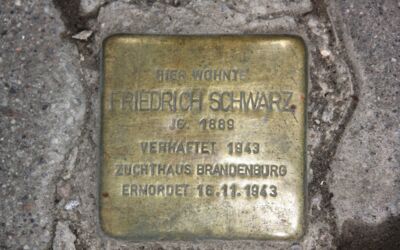 HIER WOHNTE
FRIEDRICH SCHWARZ
JG. 1889
VERHAFTET 1943
ZUCHTHAUS BRANDENBURG
ERMORDET 16.11.1943